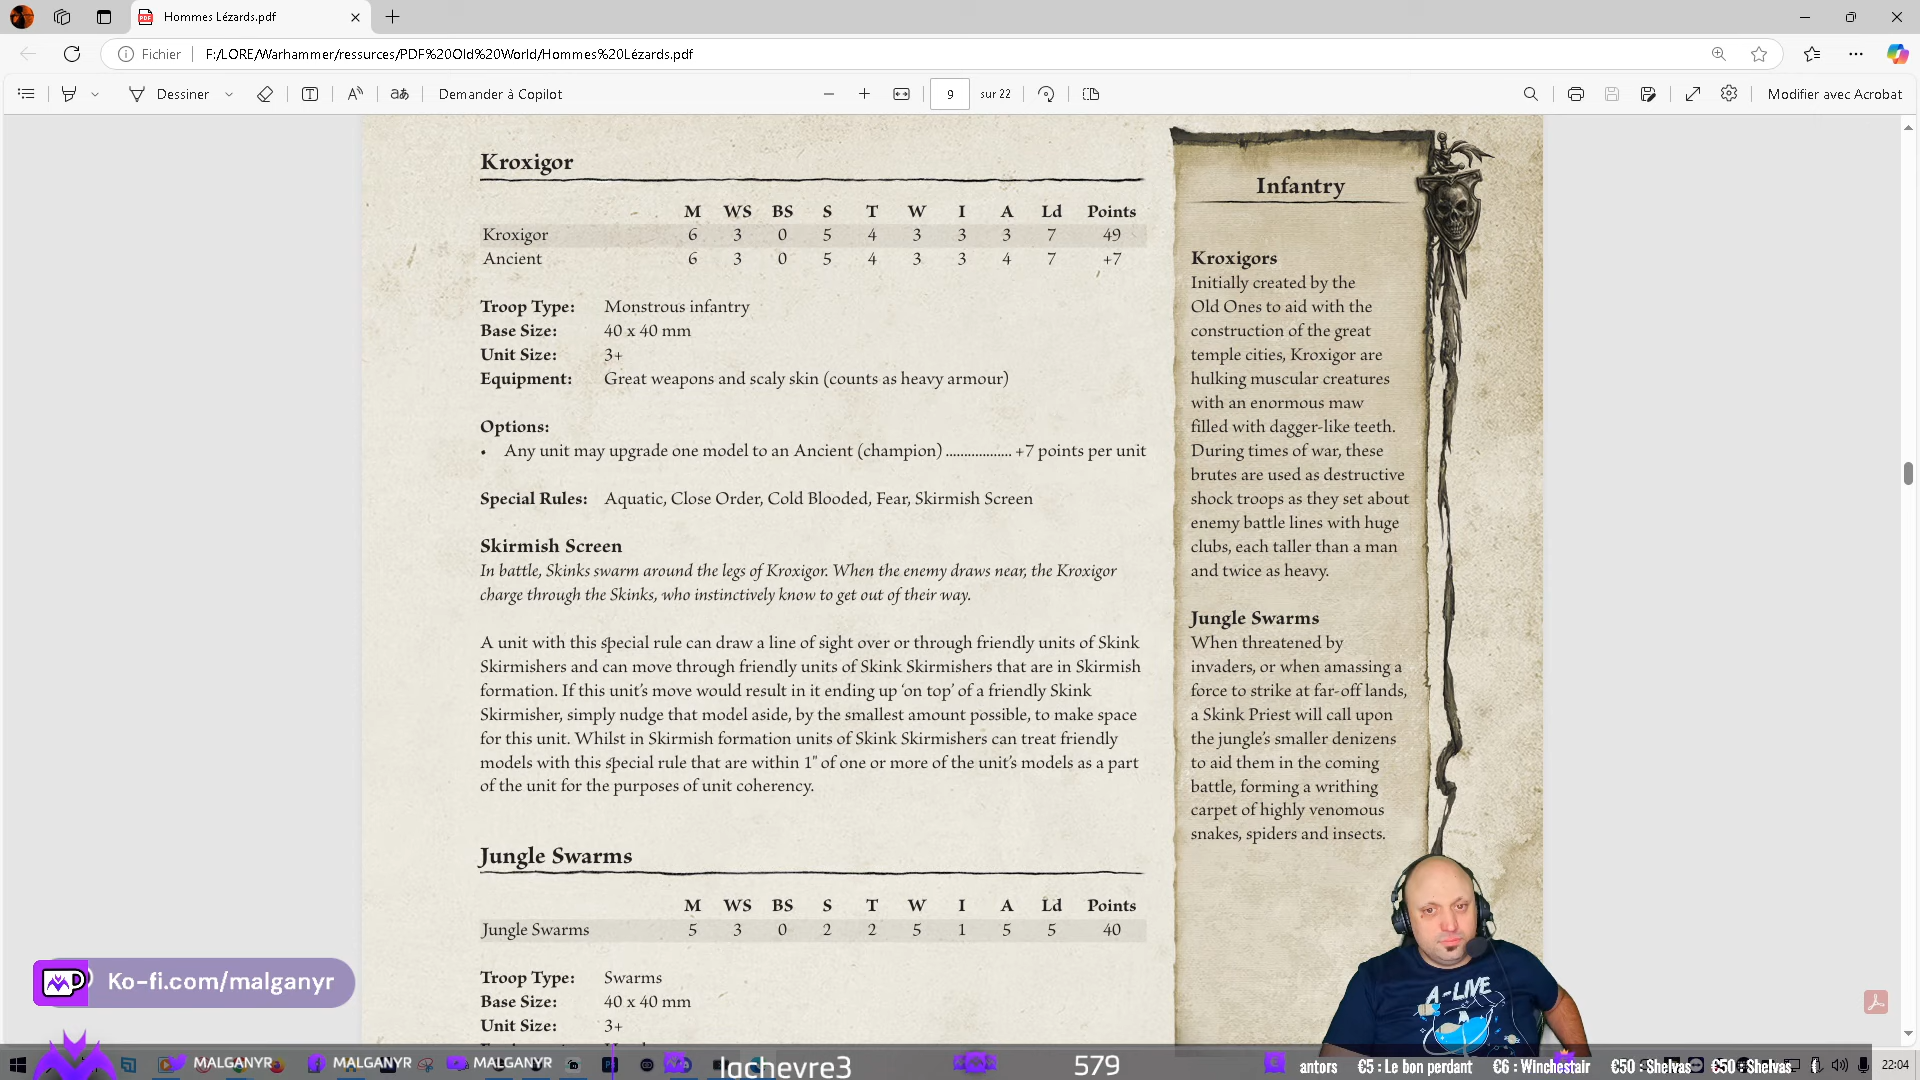 Hommes Lézards.pdf
Fichier
F:/LORE/Warhammer/ressources/PDF%20Old%20World/Hommes%20Lézards.pdf
Dessiner
Demander à Copilot
9
sur 22
Modifier avec Acrobat
Kroxigor
M WS BS S T W I A Ld Points
Kroxigor 6 3 0 5 4 3 3 3 7 49
Ancient 6 3 0 5 4 3 3 4 7 +7
Troop Type: Monstrous infantry
Base Size: 40 x 40 mm
Unit Size: 3+
Equipment: Great weapons and scaly skin (counts as heavy armour)
Options:
• Any unit may upgrade one model to an Ancient (champion) .................. +7 points per unit
Special Rules: Aquatic, Close Order, Cold Blooded, Fear, Skirmish Screen
Skirmish Screen
In battle, Skinks swarm around the legs of Kroxigor. When the enemy draws near, the Kroxigor
charge through the Skinks, who instinctively know to get out of their way.
A unit with this special rule can draw a line of sight over or through friendly units of Skink
Skirmishers and can move through friendly units of Skink Skirmishers that are in Skirmish
formation. If this unit's move would result in it ending up 'on top' of a friendly Skink
Skirmisher, simply nudge that model aside, by the smallest amount possible, to make space
for this unit. Whilst in Skirmish formation units of Skink Skirmishers can treat friendly
models with this special rule that are within 1" of one or more of the unit's models as a part
of the unit for the purposes of unit coherency.
Jungle Swarms
M WS BS S T W I A Ld Points
Jungle Swarms 5 3 0 2 2 5 1 5 5 40
Troop Type: Swarms
Base Size: 40 x 40 mm
Unit Size: 3+
Infantry
Kroxigors
Initially created by the
Old Ones to aid with the
construction of the great
temple cities, Kroxigor are
hulking muscular creatures
with an enormous maw
filled with dagger-like teeth.
During times of war, these
brutes are used as destructive
shock troops as they set about
enemy battle lines with huge
clubs, each taller than a man
and twice as heavy.
Jungle Swarms
When threatened by
invaders, or when amassing a
force to strike at far-off lands,
a Skink Priest will call upon
the jungle's smaller denizens
to aid them in the coming
battle, forming a writhing
carpet of highly venomous
snakes, spiders and insects.
A-LIVE
Ko-fi.com/malganyr
MALGANYR
MALGANYR
MALGANYR
lachevre3
579
antors
€5 : Le bon perdant
€6 : Winchestair
€50 : Shelvas
€50 : Shelvas
22:04